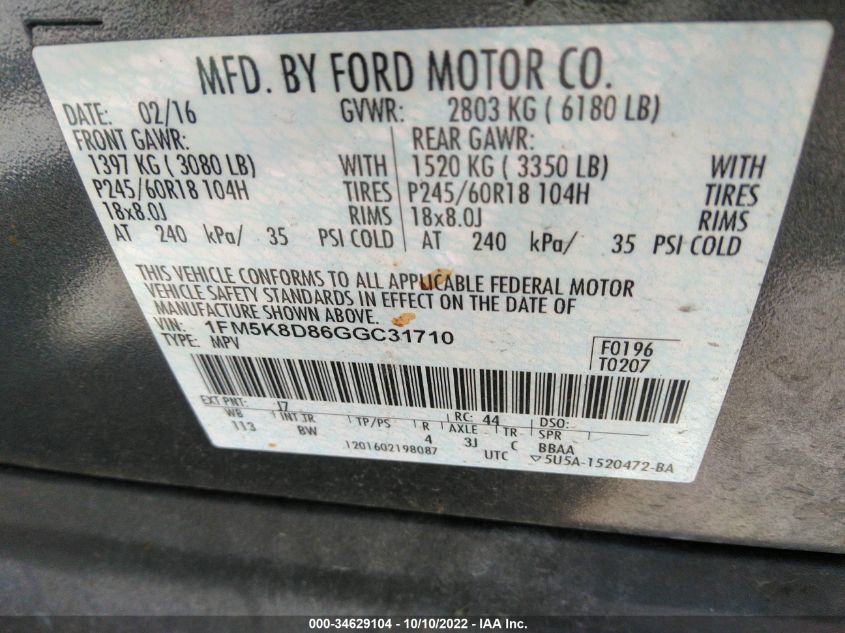 MFD. BY FORD MOTOR CO.
DATE: 02/16 GVWR: 2803 KG ( 6180 LB)
FRONT GAWR: REAR GAWR:
1397 KG ( 3080 LB) WITH 1520 KG ( 3350 LB) WITH
P245/60R18 104H TIRES P245/60R18 104H TIRES
18x8.0J RIMS 18x8.0J RIMS
AT 240 kPa/ 35 PSI COLD AT 240 kPa/ 35 PSI COLD
THIS VEHICLE CONFORMS TO ALL APPLICABLE FEDERAL MOTOR
VEHICLE SAFETY STANDARDS IN EFFECT ON THE DATE OF
MANUFACTURE SHOWN ABOVE.
VIN: 1FM5K8D86GGC31710
TYPE: MPV
F0196
T0207
EXT PNT: J7 RC: 44 DSO:
WB INT TR TP/PS R AXLE TR SPR
113 BW 4 3J C BBAA
1201602198087 UTC ▽5U5A-1520472-BA
000-34629104 - 10/10/2022 - IAA Inc.